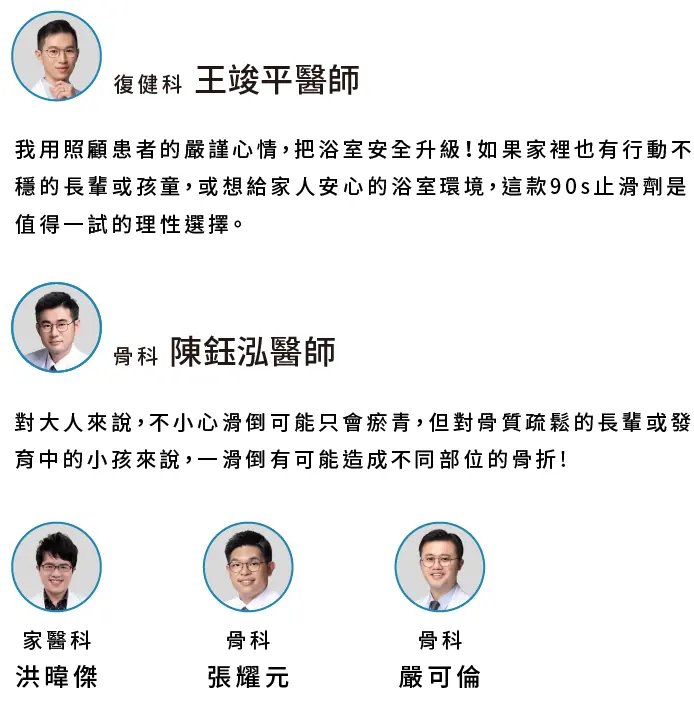 復健科 王竣平醫師
我用照顧患者的嚴謹心情，把浴室安全升級！如果家裡也有行動不
穩的長輩或孩童，或想給家人安心的浴室環境，這款90s止滑劑是
值得一試的理性選擇。
骨科 陳鈺泓醫師
對大人來說，不小心滑倒可能只會瘀青，但對骨質疏鬆的長輩或發
育中的小孩來說，一滑倒有可能造成不同部位的骨折！
家醫科 骨科 骨科
洪暐傑 張耀元 嚴可倫